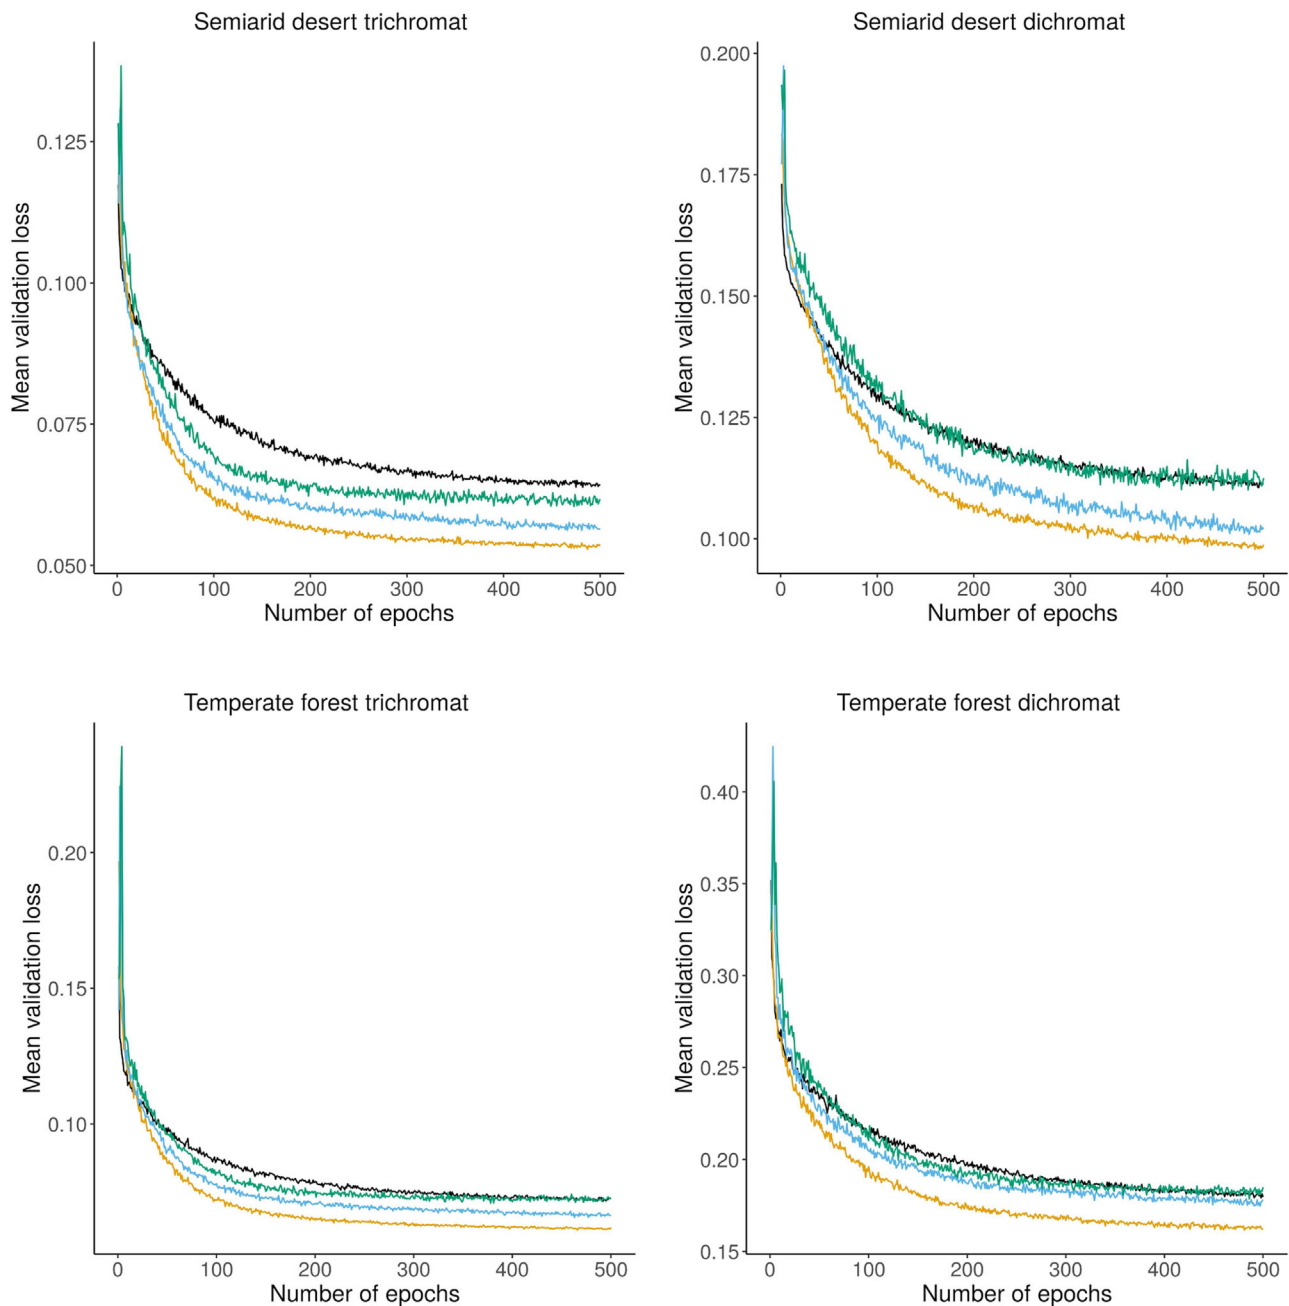 Semiarid desert trichromat
Mean validation loss
0.125
0.100
0.075
0.050
0 100 200 300 400 500
Number of epochs
Semiarid desert dichromat
Mean validation loss
0.200
0.175
0.150
0.125
0.100
0 100 200 300 400 500
Number of epochs
Temperate forest trichromat
Mean validation loss
0.20
0.15
0.10
0 100 200 300 400 500
Number of epochs
Temperate forest dichromat
Mean validation loss
0.40
0.35
0.30
0.25
0.20
0.15
0 100 200 300 400 500
Number of epochs